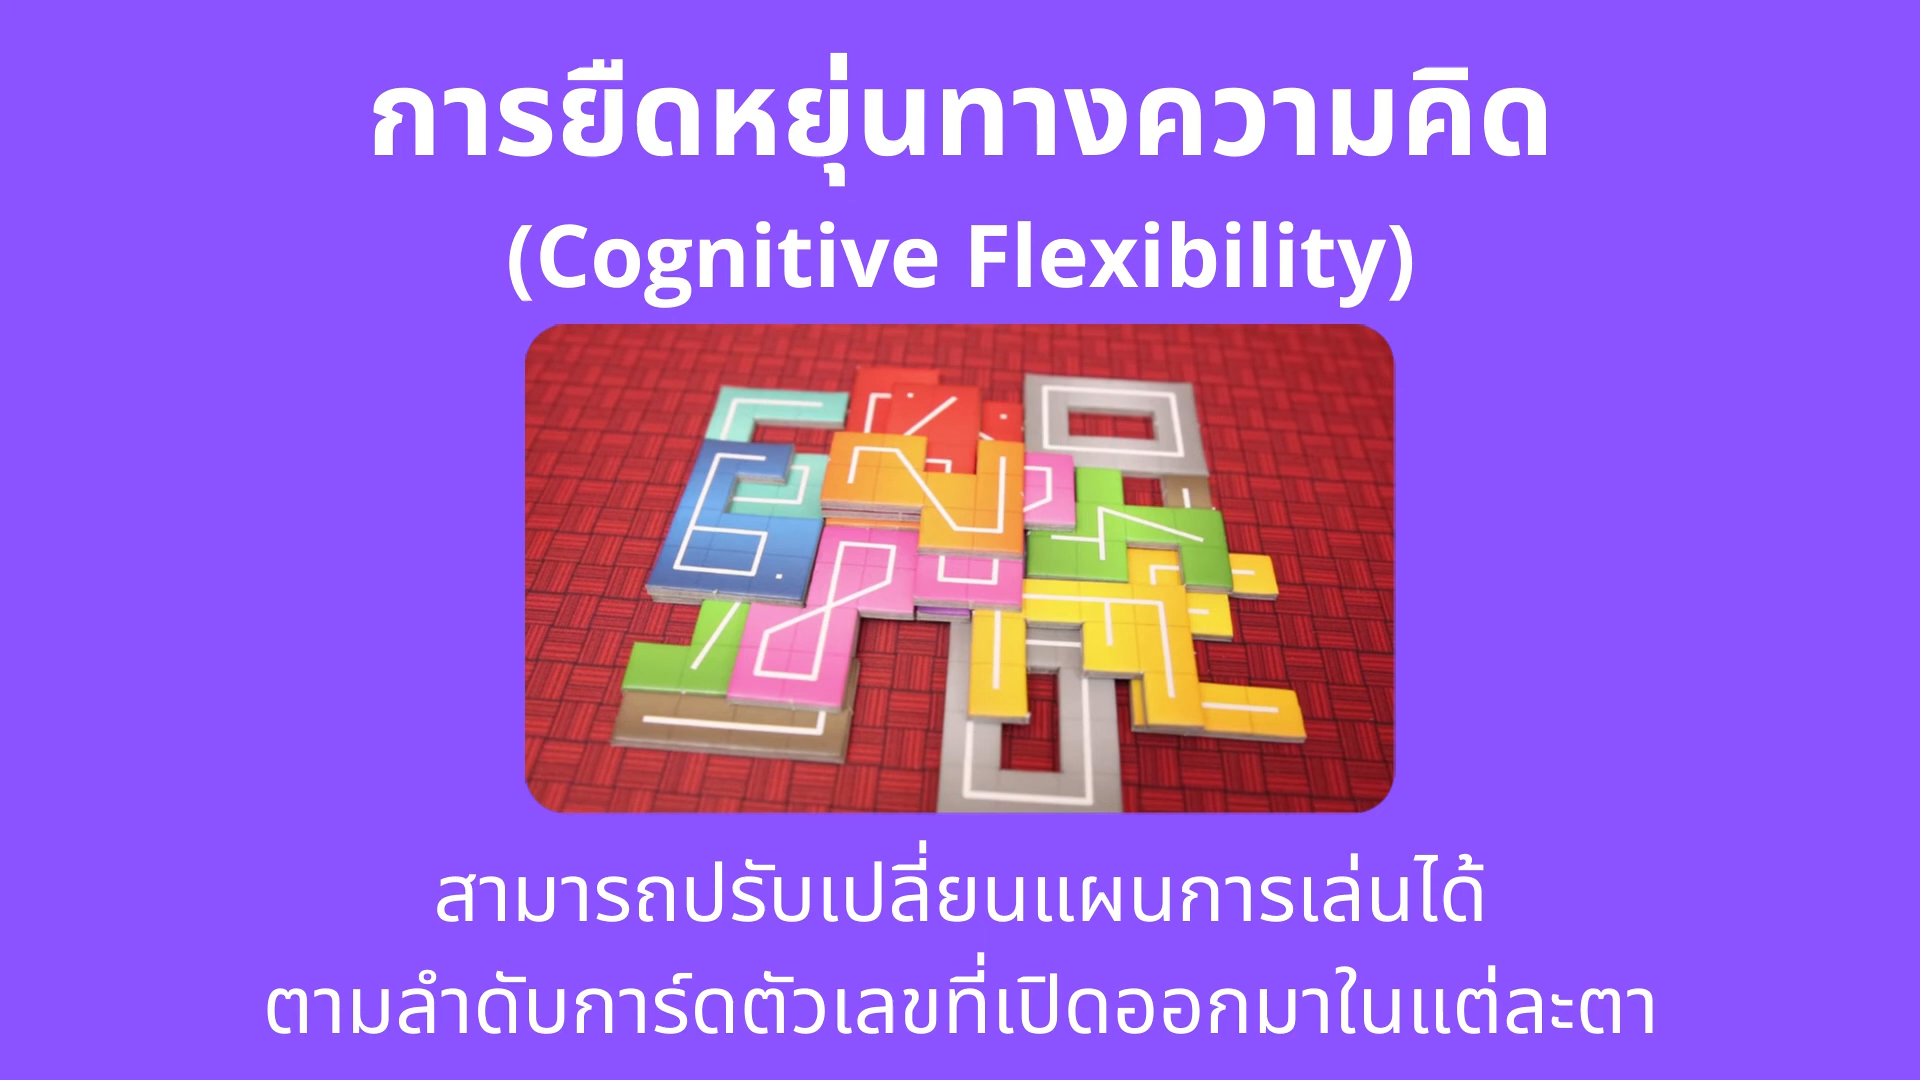 การยืดหยุ่นทางความคิด
(Cognitive Flexibility)
สามารถปรับเปลี่ยนแผนการเล่นได้
ตามลำดับการ์ดตัวเลขที่เปิดออกมาในแต่ละตา